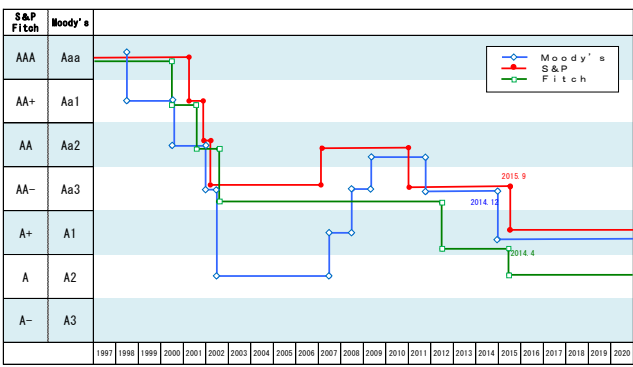 S&P
Fitch
Moody's
AAA Aaa
AA+ Aa1
AA Aa2
AA- Aa3
A+ A1
A A2
A- A3
Moody's
S&P
Fitch
2015.9
2014.12
2014.4
1997 1998 1999 2000 2001 2002 2003 2004 2005 2006 2007 2008 2009 2010 2011 2012 2013 2014 2015 2016 2017 2018 2019 2020